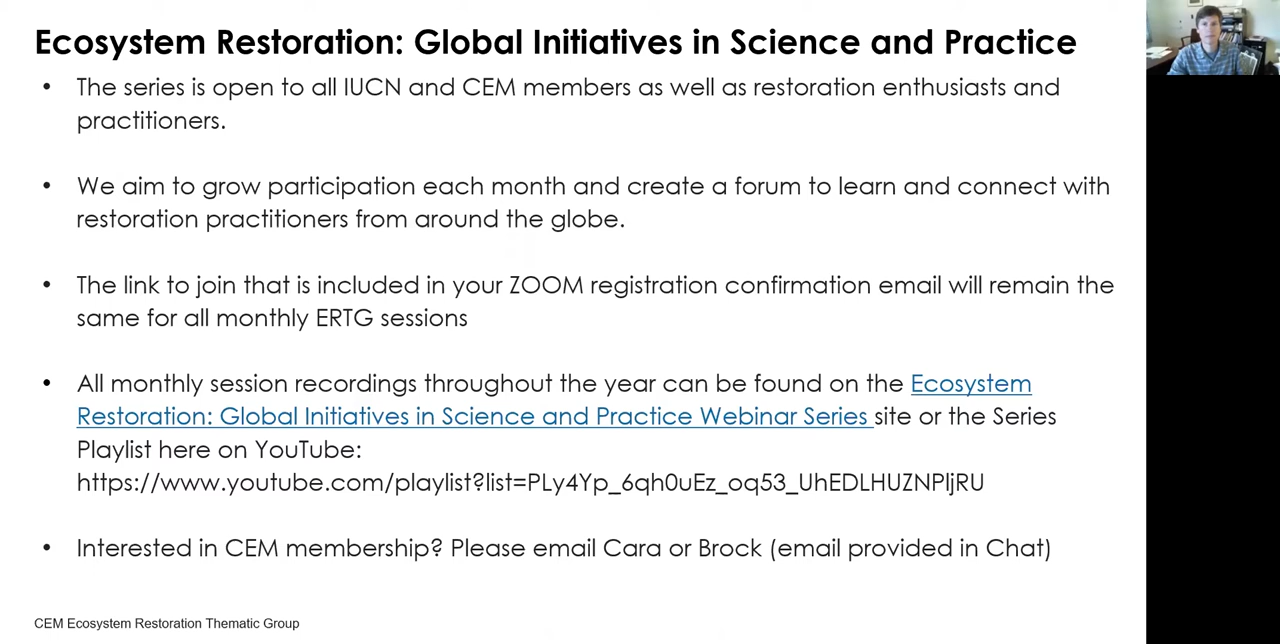 Ecosystem Restoration: Global Initiatives in Science and Practice
• The series is open to all IUCN and CEM members as well as restoration enthusiasts and
practitioners.
• We aim to grow participation each month and create a forum to learn and connect with
restoration practitioners from around the globe.
• The link to join that is included in your ZOOM registration confirmation email will remain the
same for all monthly ERTG sessions
• All monthly session recordings throughout the year can be found on the Ecosystem
Restoration: Global Initiatives in Science and Practice Webinar Series site or the Series
Playlist here on YouTube:
https://www.youtube.com/playlist?list=PLy4Yp_6qh0uEz_oq53_UhEDLHUZNPljRU
• Interested in CEM membership? Please email Cara or Brock (email provided in Chat)
CEM Ecosystem Restoration Thematic Group